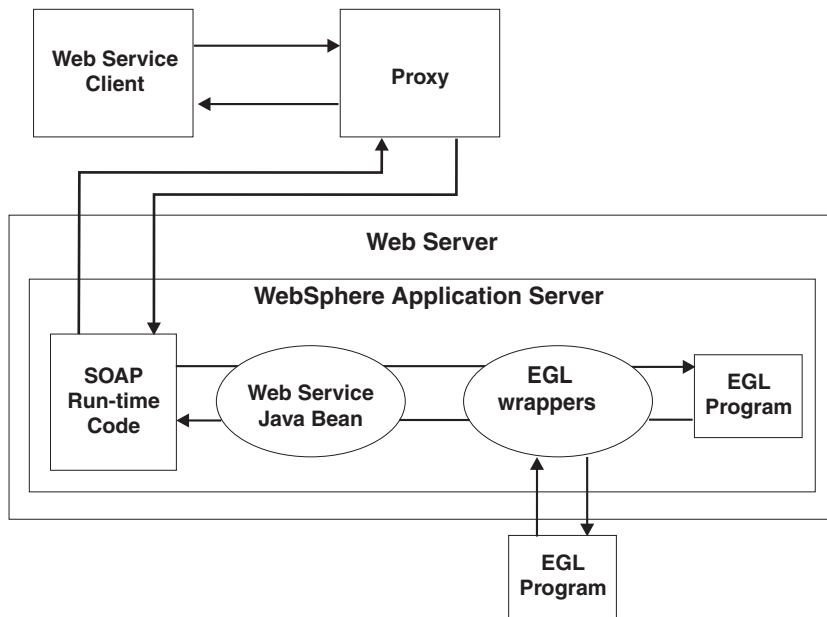 Web Service
Client
Proxy
Web Server
WebSphere Application Server
SOAP
Run-time
Code
Web Service
Java Bean
EGL
wrappers
EGL
Program
EGL
Program